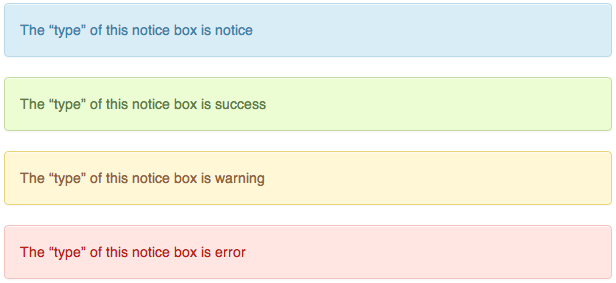 The “type” of this notice box is notice
The “type” of this notice box is success
The “type” of this notice box is warning
The “type” of this notice box is error